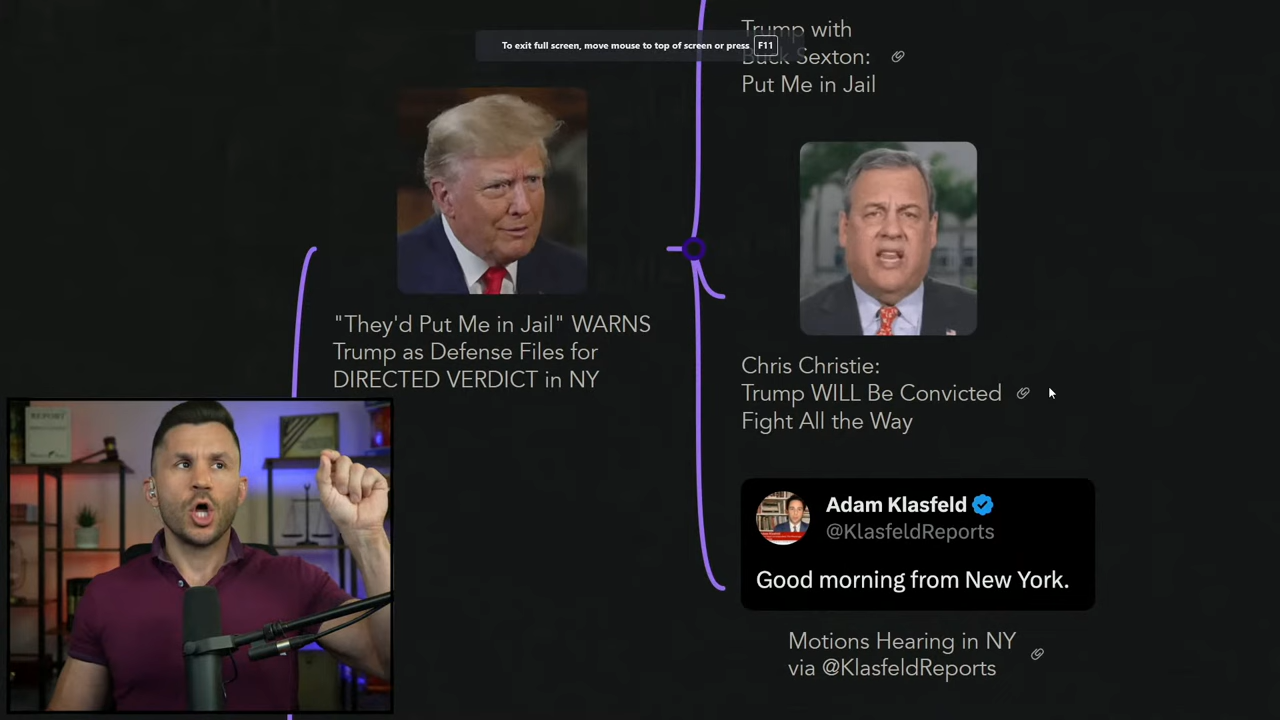 Trump with
Buck Sexton:
Put Me in Jail
To exit full screen, move mouse to top of screen or press F11
"They'd Put Me in Jail" WARNS
Trump as Defense Files for
DIRECTED VERDICT in NY
Chris Christie:
Trump WILL Be Convicted
Fight All the Way
Adam Klasfeld
@KlasfeldReports
Good morning from New York.
Motions Hearing in NY
via @KlasfeldReports
REPORT